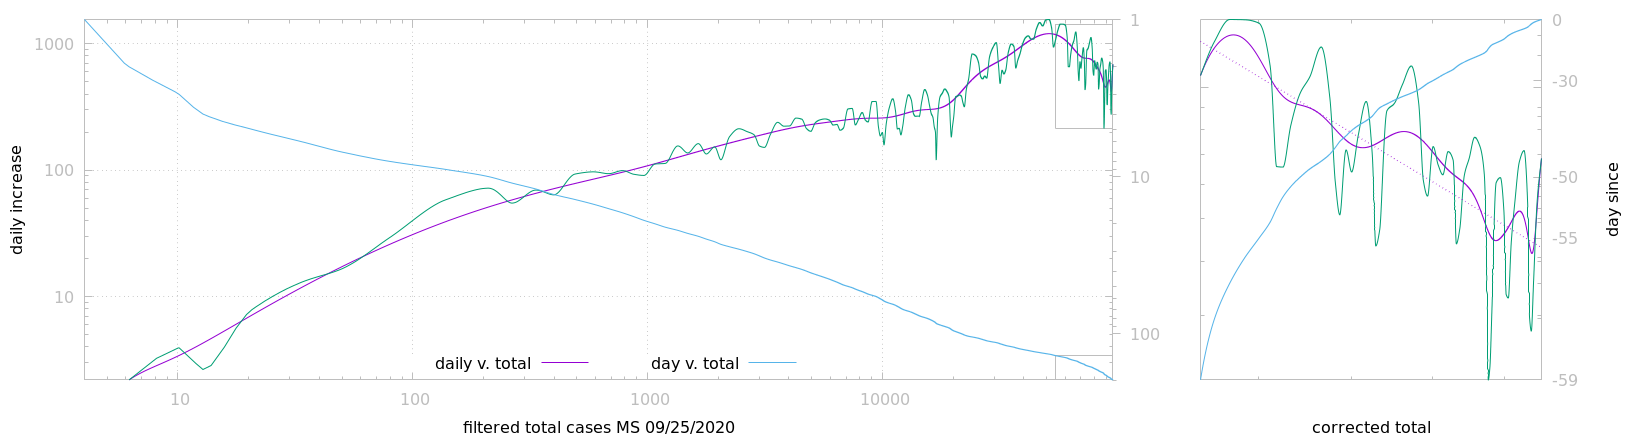 daily increase
1000
100
10
daily v. total
day v. total
10
100
1000
10000
filtered total cases MS 09/25/2020
1
10
100
0
-30
-50
-55
-59
day since
corrected total